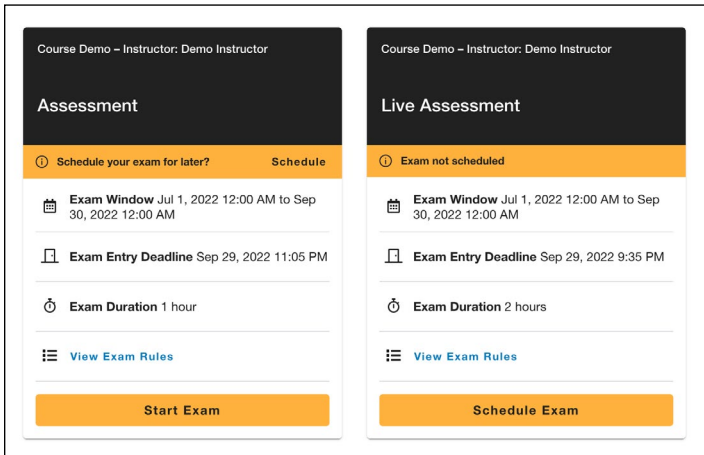 Course Demo – Instructor: Demo Instructor
Assessment
Schedule your exam for later? Schedule
Exam Window Jul 1, 2022 12:00 AM to Sep
30, 2022 12:00 AM
Exam Entry Deadline Sep 29, 2022 11:05 PM
Exam Duration 1 hour
View Exam Rules
Start Exam
Course Demo – Instructor: Demo Instructor
Live Assessment
Exam not scheduled
Exam Window Jul 1, 2022 12:00 AM to Sep
30, 2022 12:00 AM
Exam Entry Deadline Sep 29, 2022 9:35 PM
Exam Duration 2 hours
View Exam Rules
Schedule Exam